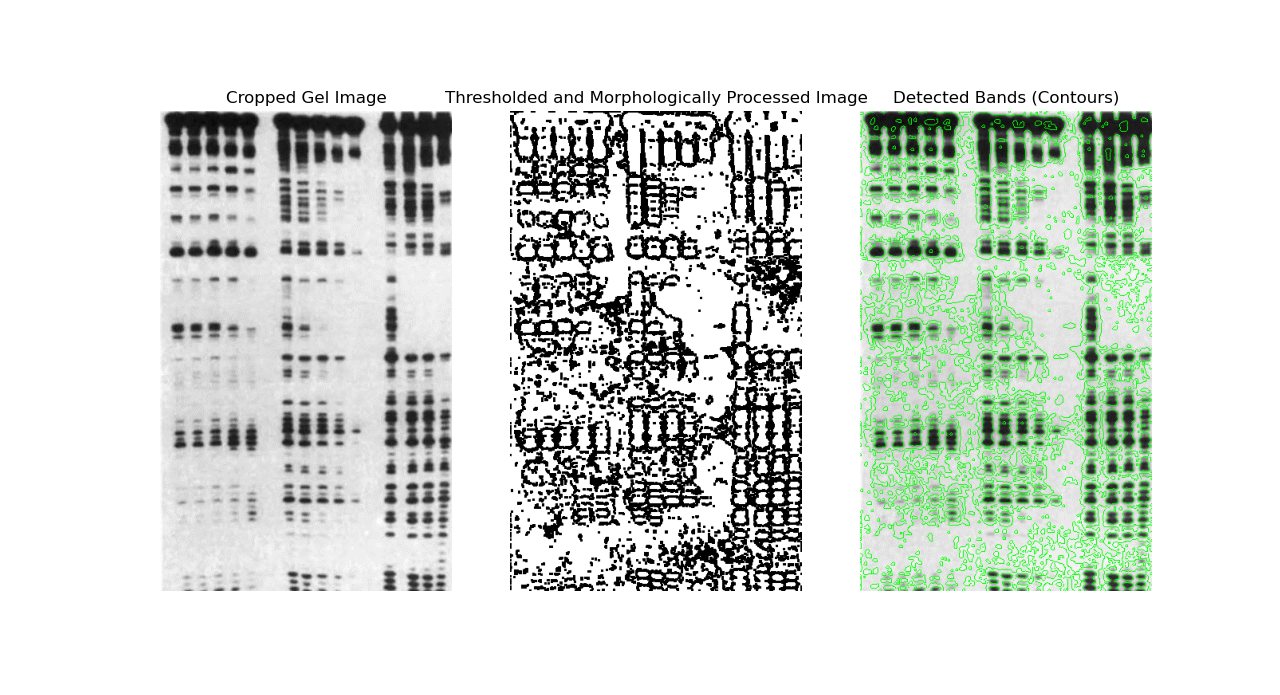 Cropped Gel Image
Thresholded and Morphologically Processed Image
Detected Bands (Contours)